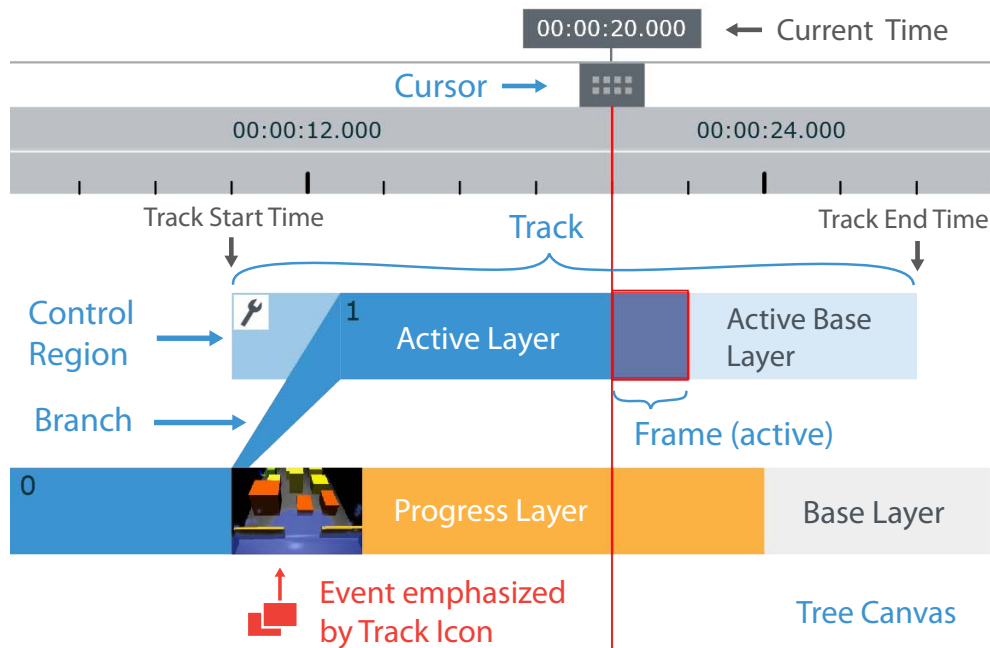 00:00:20.000
Current Time
Cursor
00:00:12.000
00:00:24.000
Track Start Time
Track
Track End Time
Control
Region
1
Active Layer
Active Base
Layer
Branch
Frame (active)
0
Progress Layer
Base Layer
Event emphasized
by Track Icon
Tree Canvas